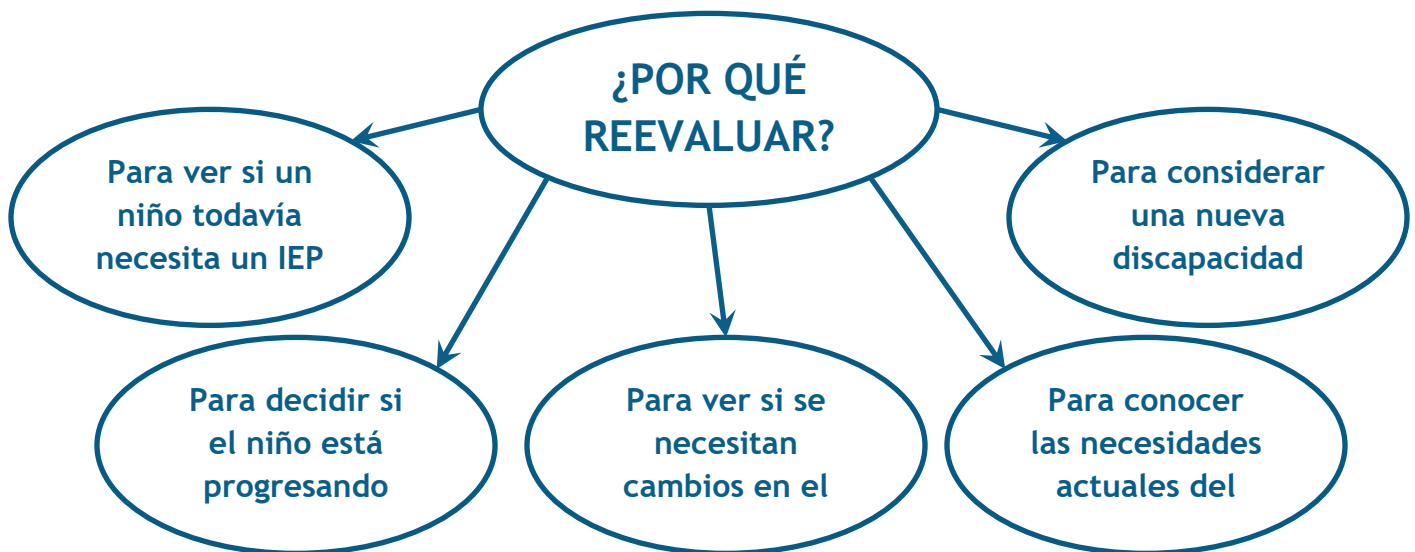 ¿POR QUÉ
REEVALUAR?
Para ver si un
niño todavía
necesita un IEP
Para considerar
una nueva
discapacidad
Para decidir si
el niño está
progresando
Para ver si se
necesitan
cambios en el
Para conocer
las necesidades
actuales del